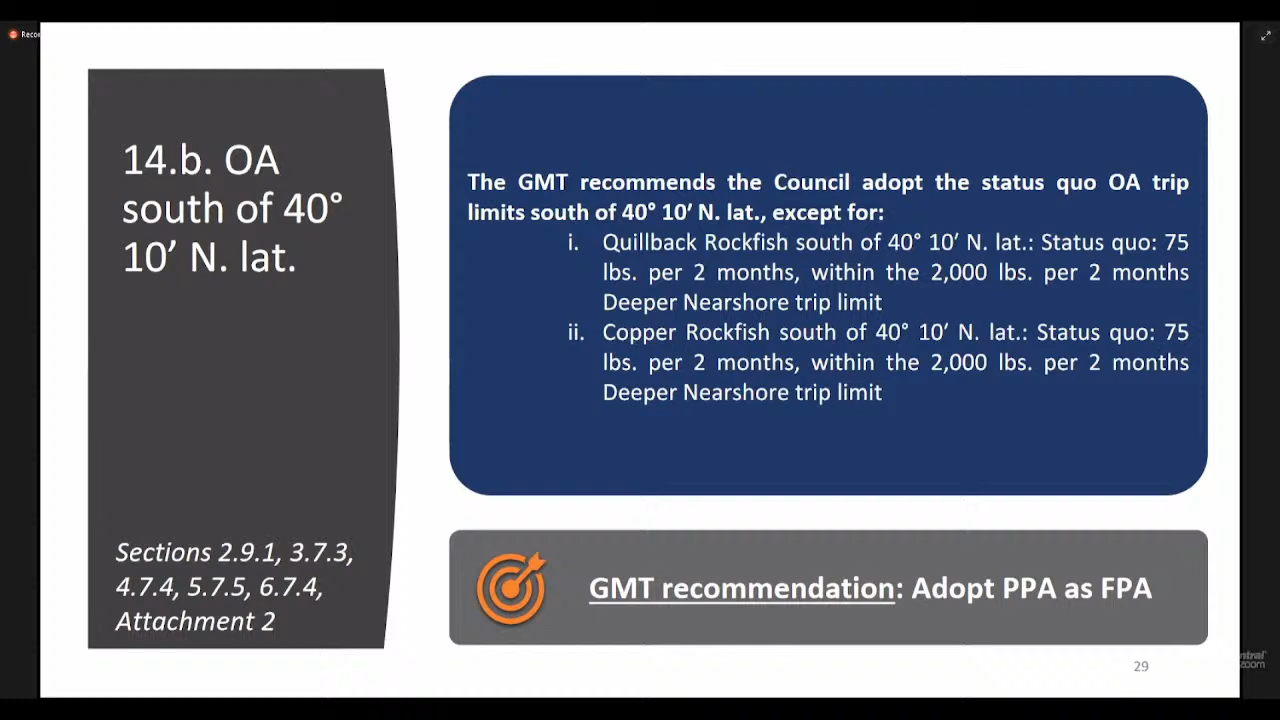 14.b. OA
south of 40°
10′ N. lat.
Sections 2.9.1, 3.7.3,
4.7.4, 5.7.5, 6.7.4,
Attachment 2
The GMT recommends the Council adopt the status quo OA trip
limits south of 40° 10′ N. lat., except for:
i. Quillback Rockfish south of 40° 10′ N. lat.: Status quo: 75
lbs. per 2 months, within the 2,000 lbs. per 2 months
Deeper Nearshore trip limit
ii. Copper Rockfish south of 40° 10′ N. lat.: Status quo: 75
lbs. per 2 months, within the 2,000 lbs. per 2 months
Deeper Nearshore trip limit
GMT recommendation: Adopt PPA as FPA
29
zoom